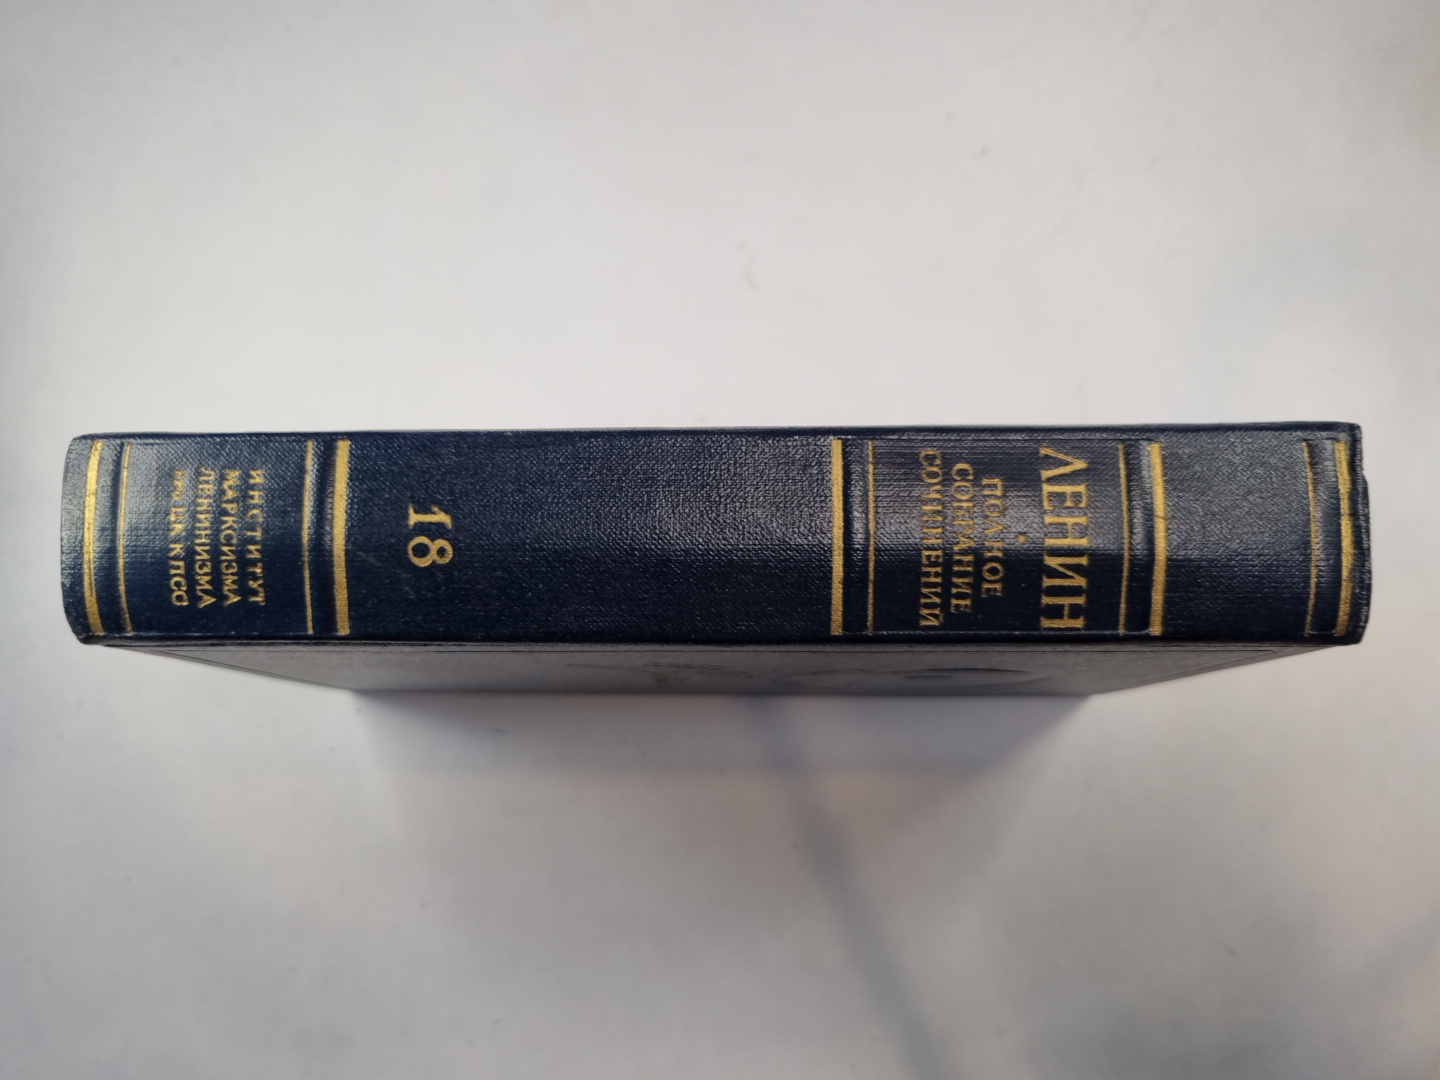 ЛЕНИН
ПОЛНОЕ
СОБРАНИЕ
СОЧИНЕНИЙ
18
ИНСТИТУТ
МАРКСИЗМА
ЛЕНИНИЗМА
ПРИ ЦК КПСС